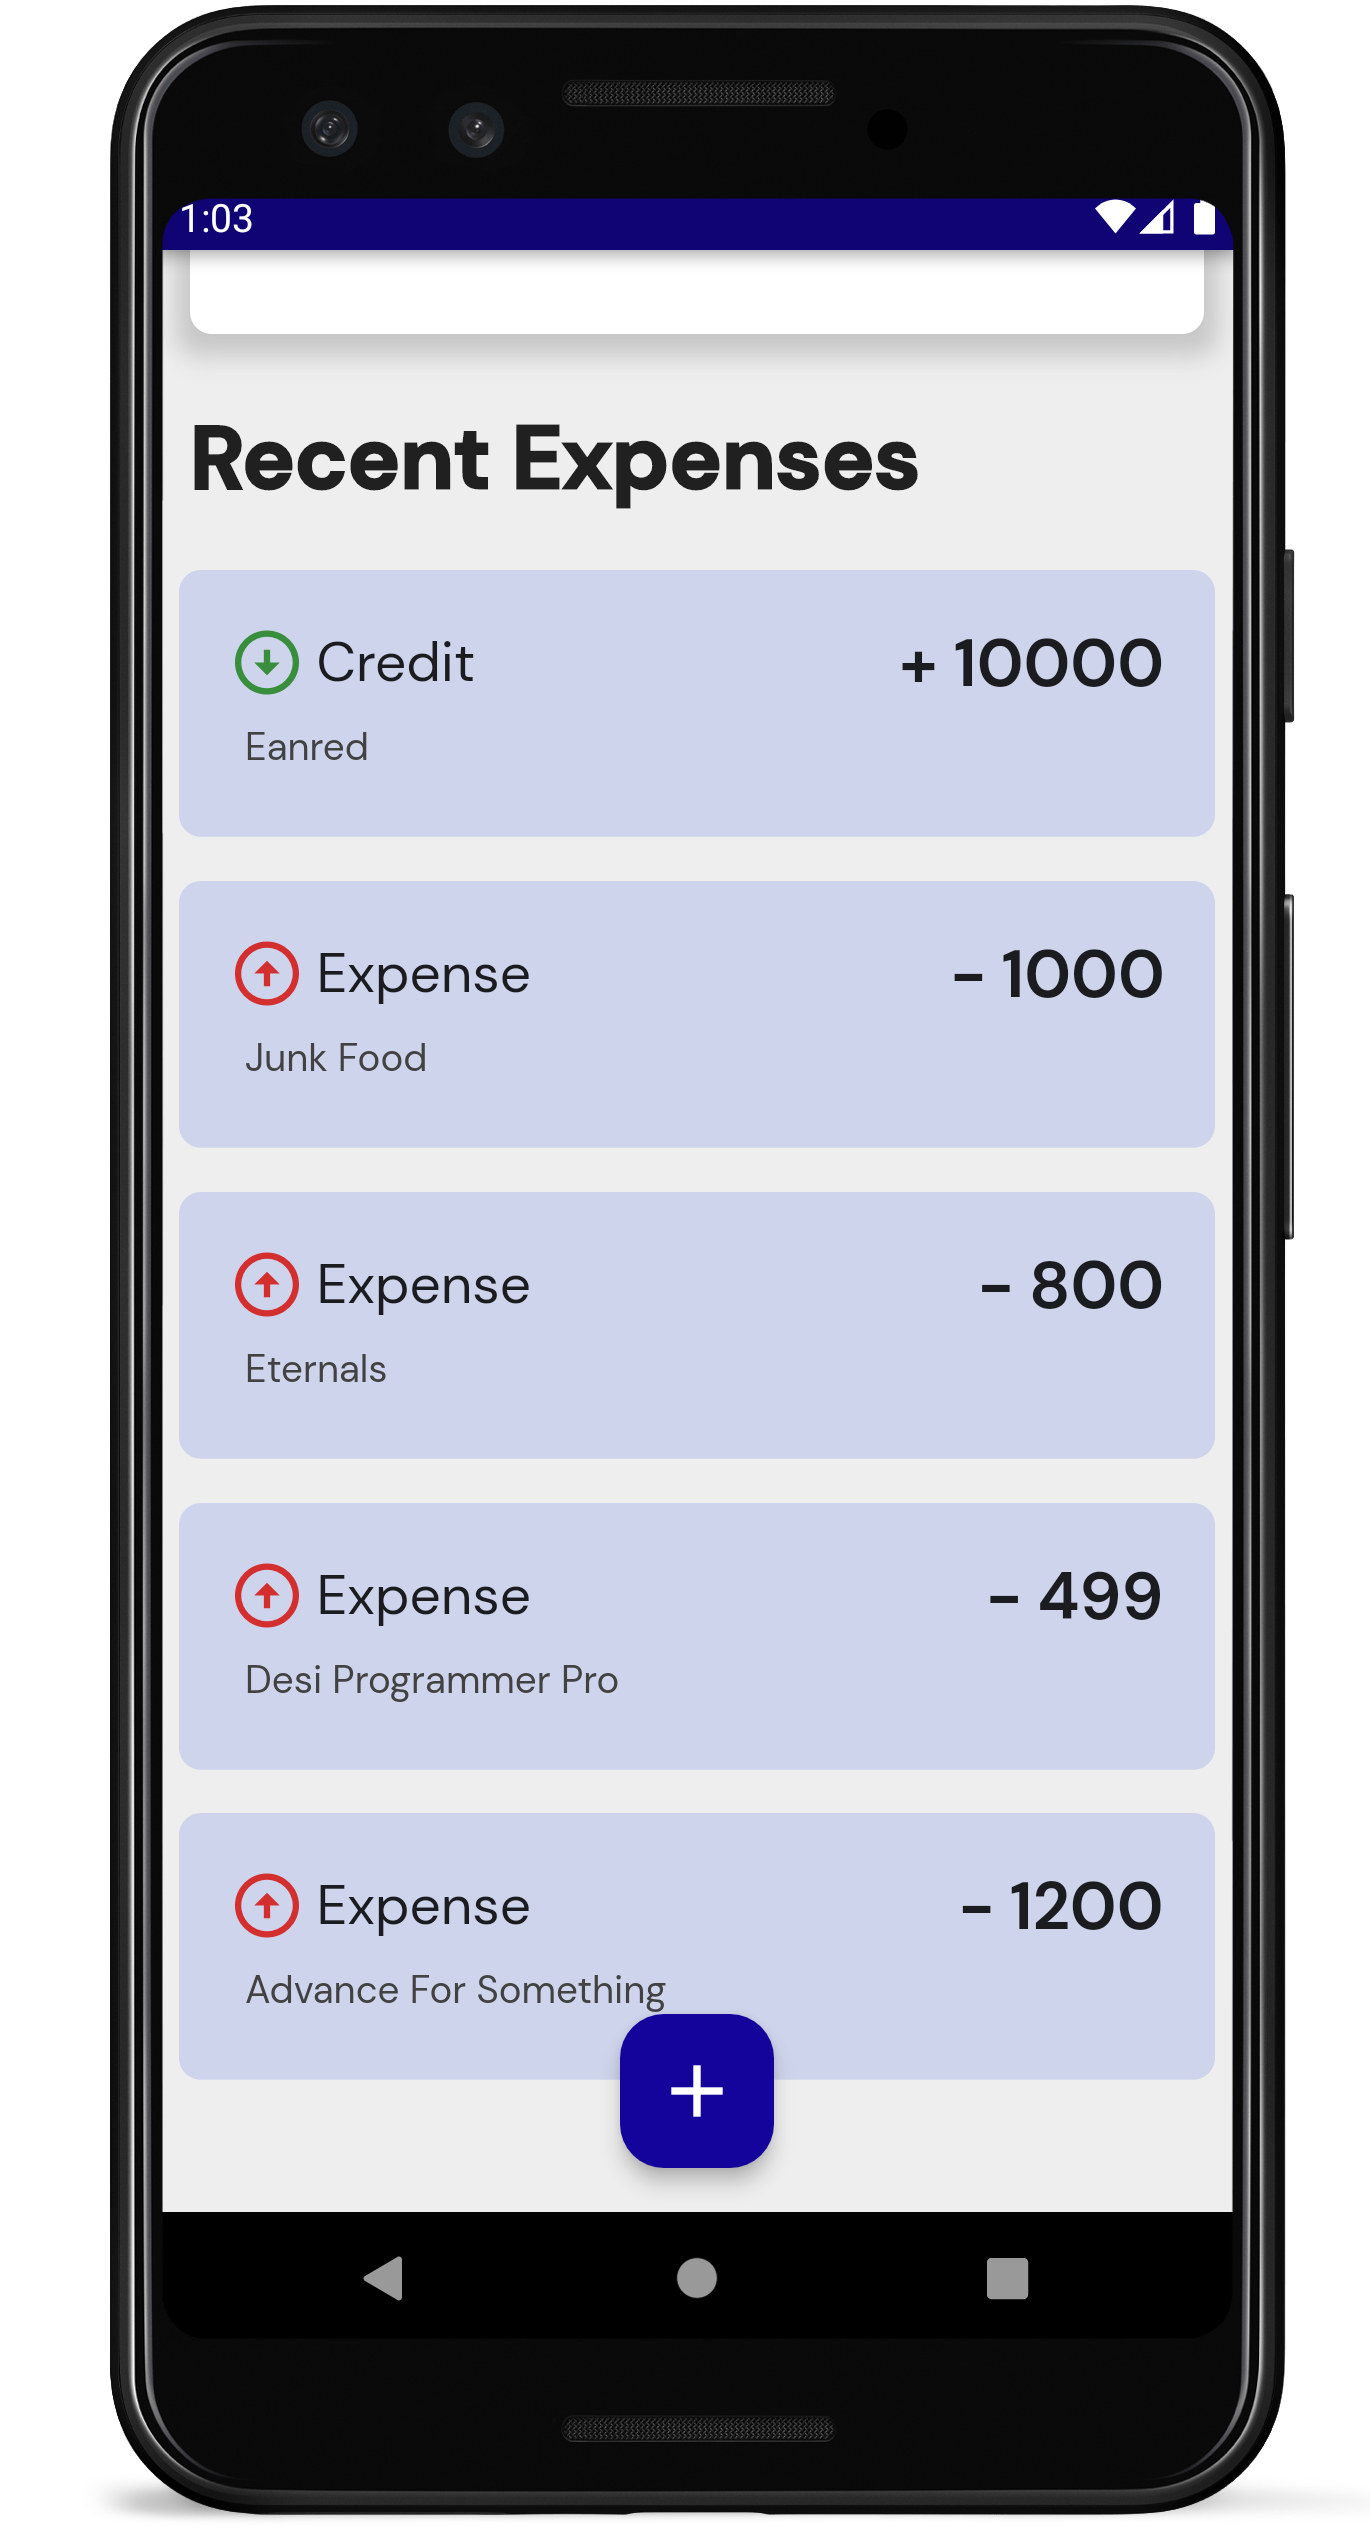 1:03
Recent Expenses
Credit + 10000
Eanred
Expense - 1000
Junk Food
Expense - 800
Eternals
Expense - 499
Desi Programmer Pro
Expense - 1200
Advance For Something
+